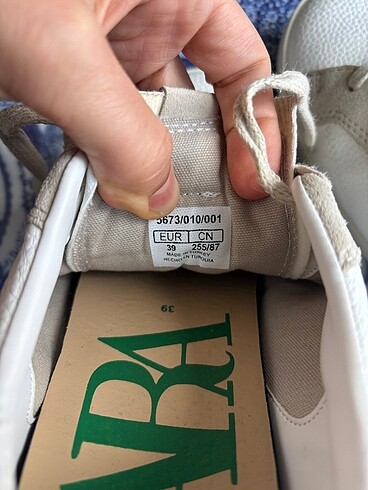 5673/010/001
EUR CN
39 255/87
MADE IN TURKEY
HECHO EN TURQUIA
39
ZARA